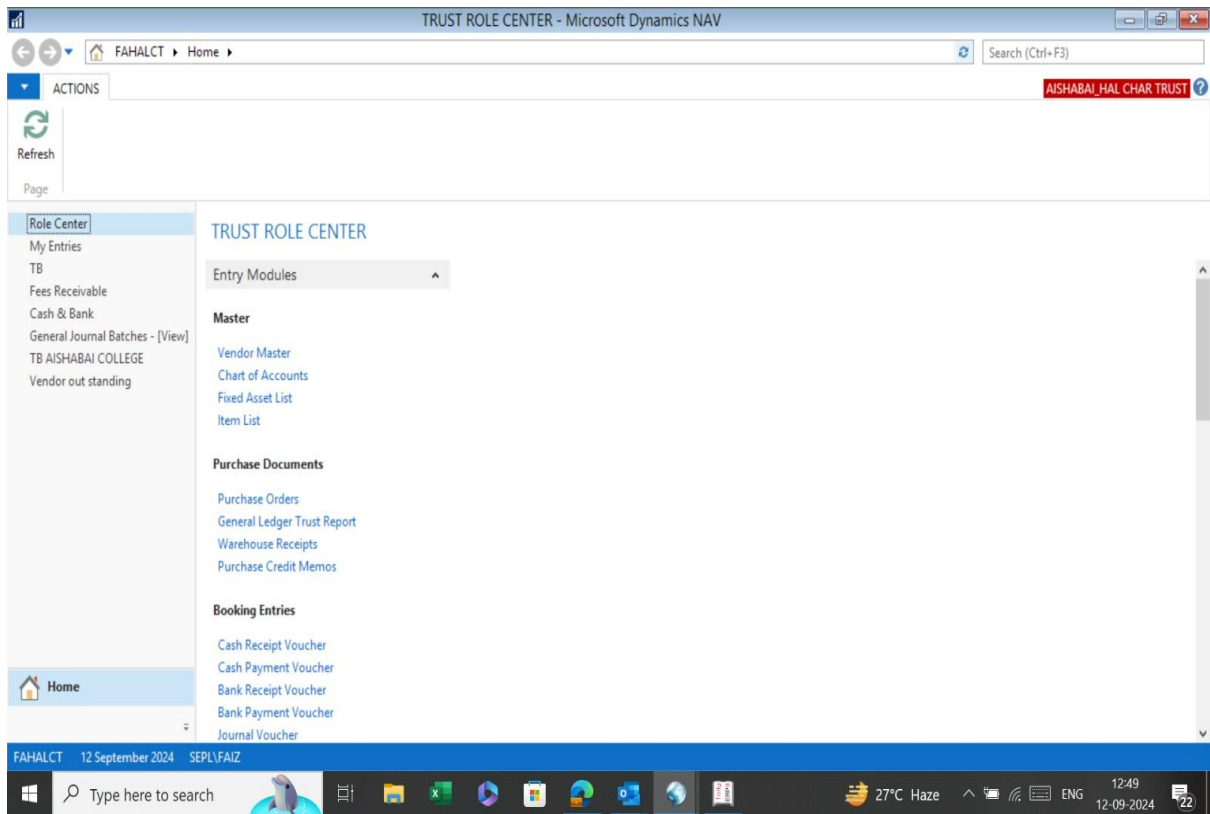 TRUST ROLE CENTER - Microsoft Dynamics NAV
FAHALCT Home
Search (Ctrl+F3)
ACTIONS
AISHABAI_HAL CHAR TRUST
Refresh
Page
Role Center
My Entries
TB
Fees Receivable
Cash & Bank
General Journal Batches - [View]
TB AISHABAI COLLEGE
Vendor out standing
Home
TRUST ROLE CENTER
Entry Modules
Master
Vendor Master
Chart of Accounts
Fixed Asset List
Item List
Purchase Documents
Purchase Orders
General Ledger Trust Report
Warehouse Receipts
Purchase Credit Memos
Booking Entries
Cash Receipt Voucher
Cash Payment Voucher
Bank Receipt Voucher
Bank Payment Voucher
Journal Voucher
FAHALCT 12 September 2024 SEPL\FAIZ
Type here to search
27°C Haze
ENG
12:49
12-09-2024
22